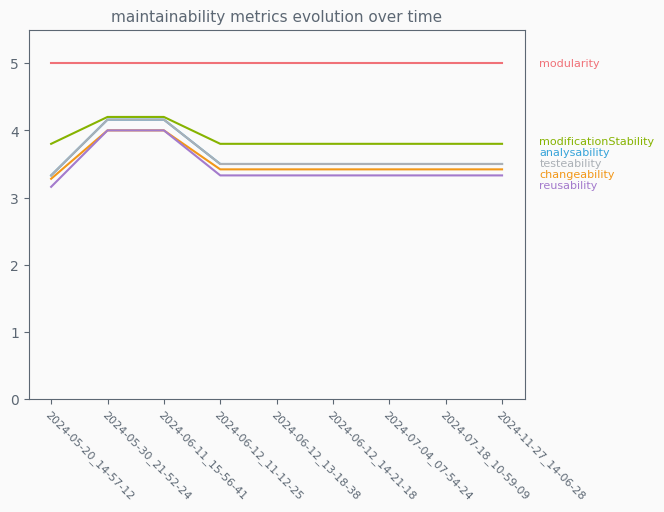 maintainability metrics evolution over time
5
4
3
2
1
0
modularity
modificationStability
analysability
testeability
changeability
reusability
2024-05-20_14-57-12
2024-05-30_21-52-24
2024-06-11_15-56-41
2024-06-12_11-12-25
2024-06-12_13-18-38
2024-06-12_14-21-18
2024-07-04_07-54-24
2024-07-18_10-59-09
2024-11-27_14-06-28